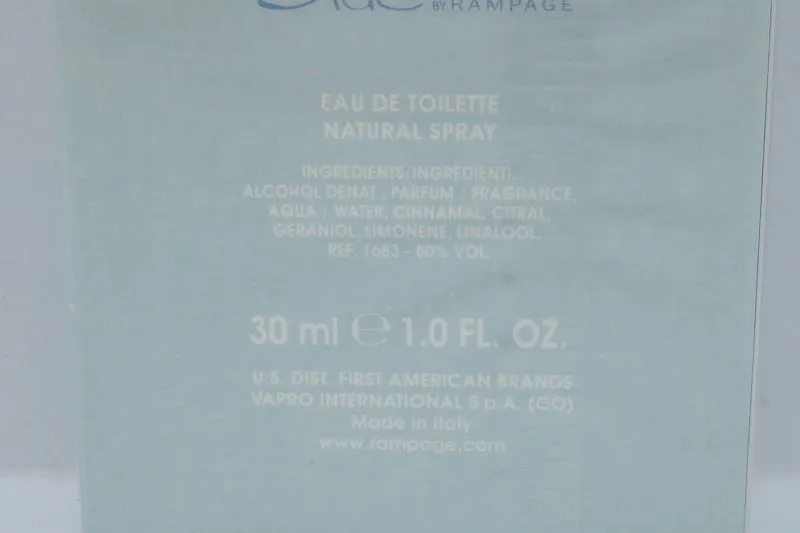 BY RAMPAGE
EAU DE TOILETTE
NATURAL SPRAY
INGREDIENTS/INGREDIENTI:
ALCOHOL DENAT., PARFUM / FRAGRANCE,
AQUA / WATER, CINNAMAL, CITRAL,
GERANIOL, LIMONENE, LINALOOL.
REF. 1683 - 80% VOL.
30 ml ℮ 1.0 FL. OZ.
U.S. DIST. FIRST AMERICAN BRANDS
VAPRO INTERNATIONAL S.p.A. (CO)
Made in Italy
www.rampage.com